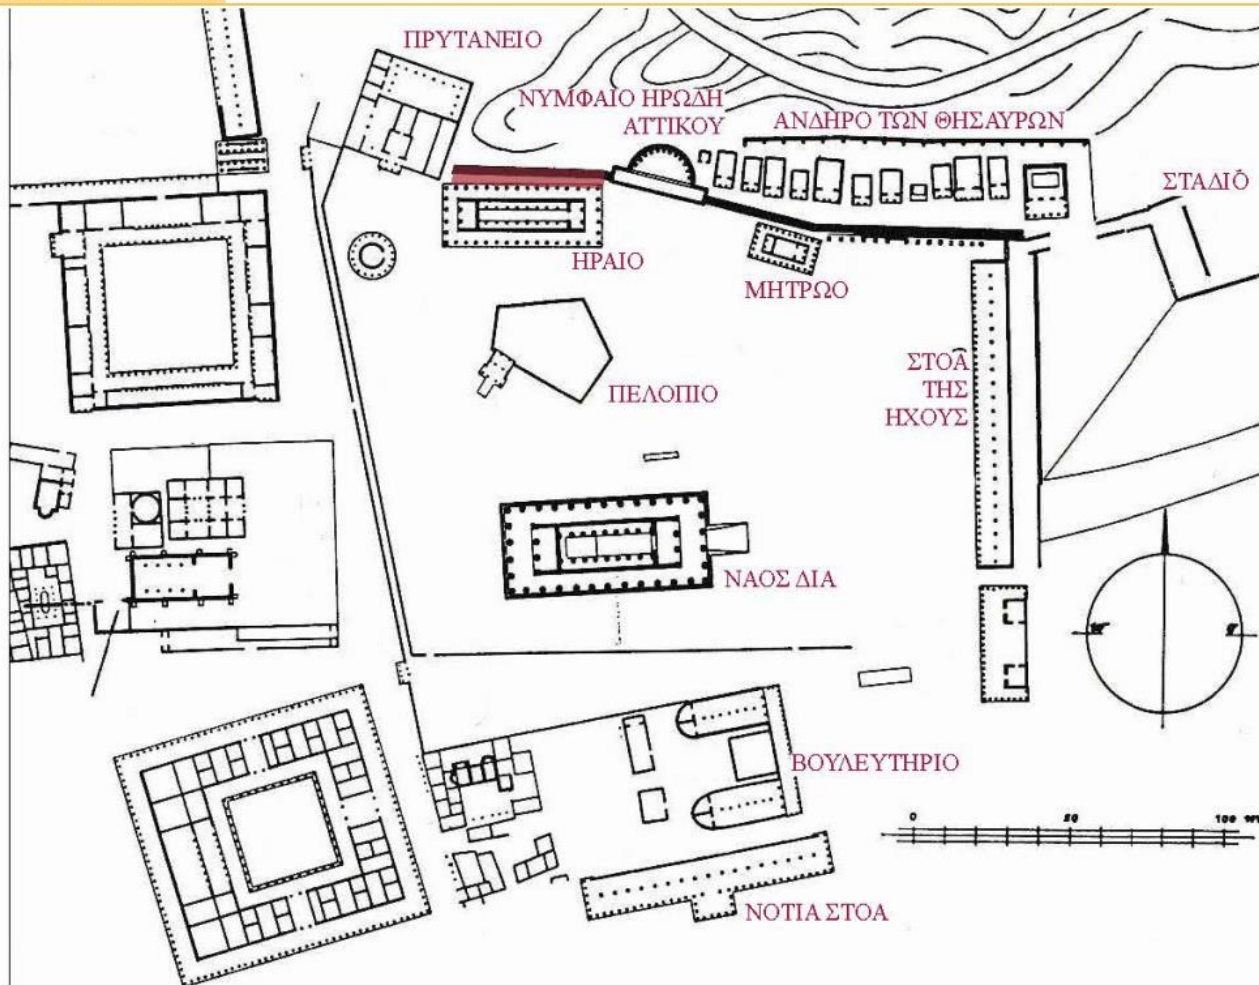 ΠΡΥΤΑΝΕΙΟ
ΝΥΜΦΑΙΟ ΗΡΩΔΗ
ΑΤΤΙΚΟΥ
ΑΝΔΗΡΟ ΤΩΝ ΘΗΣΑΥΡΩΝ
ΣΤΑΔΙΟ
ΗΡΑΙΟ
ΜΗΤΡΩΟ
ΣΤΟΑ
ΤΗΣ
ΗΧΟΥΣ
ΠΕΛΟΠΙΟ
ΝΑΟΣ ΔΙΑ
ΒΟΥΛΕΥΤΗΡΙΟ
0 50 100
ΝΟΤΙΑ ΣΤΟΑ